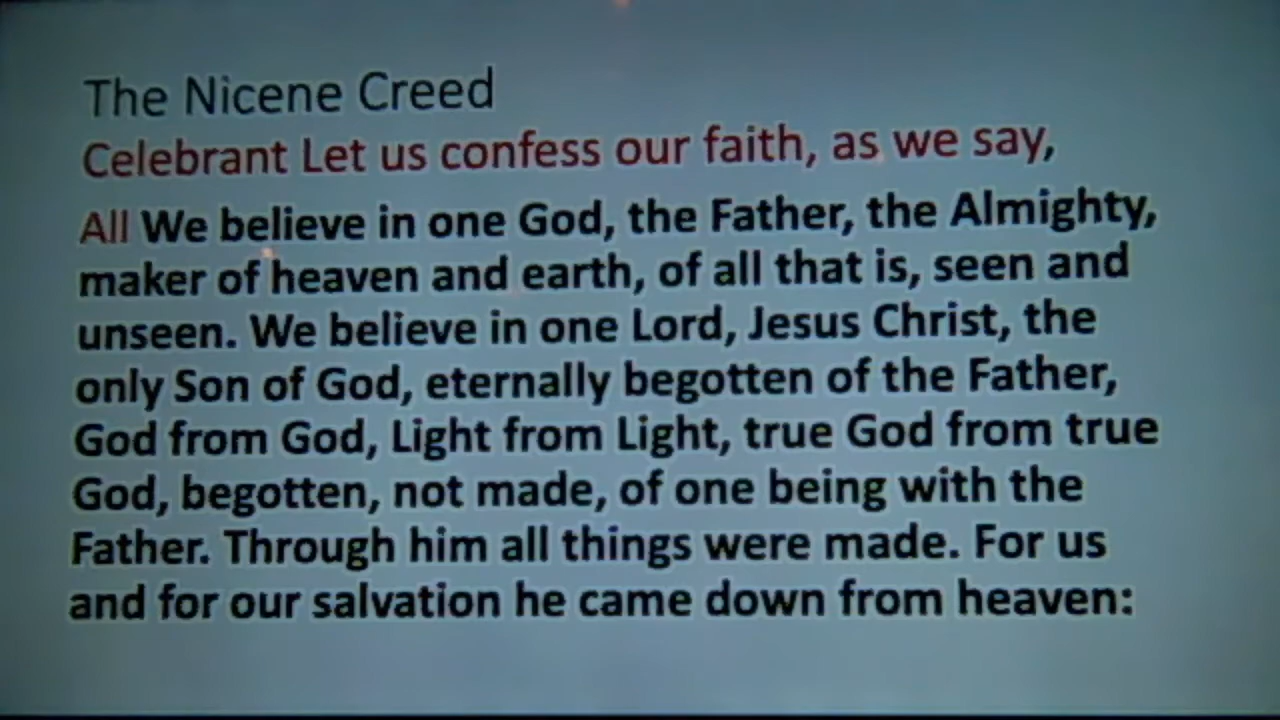 The Nicene Creed
Celebrant Let us confess our faith, as we say,
All We believe in one God, the Father, the Almighty,
maker of heaven and earth, of all that is, seen and
unseen. We believe in one Lord, Jesus Christ, the
only Son of God, eternally begotten of the Father,
God from God, Light from Light, true God from true
God, begotten, not made, of one being with the
Father. Through him all things were made. For us
and for our salvation he came down from heaven: